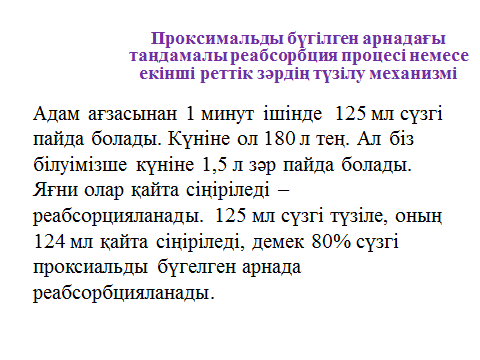 Проксимальды бүгілген арнадағы
таңдамалы реабсорбция процесі немесе
екінші реттік зәрдің түзілу механизмі
Адам ағзасынан 1 минут ішінде 125 мл сүзгі
пайда болады. Күніне ол 180 л тең. Ал біз
білуімізше күніне 1,5 л зәр пайда болады.
Яғни олар қайта сіңіріледі –
реабсорцияланады. 125 мл сүзгі түзіле, оның
124 мл қайта сіңіріледі, демек 80% сүзгі
проксиальды бүгелген арнада
реабсорбцияланады.